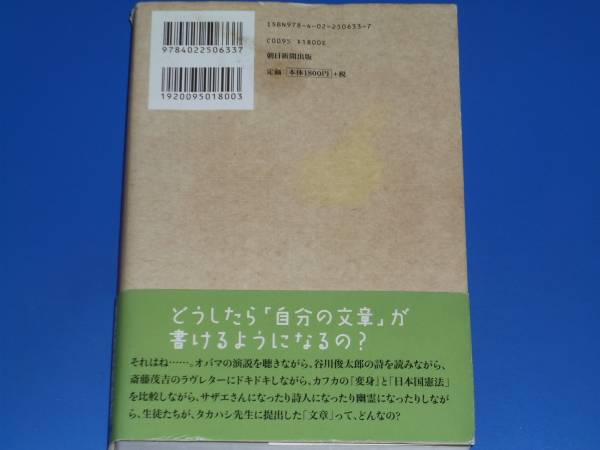 ISBN978-4-02-250633-7
9784022506337
C0095 ¥1800E
朝日新聞出版
定価 本体1800円 +税
1920095018003
どうしたら「自分の文章」が
書けるようになるの?
それはね……。オバマの演説を聴きながら、谷川俊太郎の詩を読みながら、
斎藤茂吉のラヴレターにドキドキしながら、カフカの「変身」と「日本国憲法」
を比較しながら、サザエさんになったり詩人になったり幽霊になったりしなが
ら、生徒たちが、タカハシ先生に提出した「文章」って、どんなの?